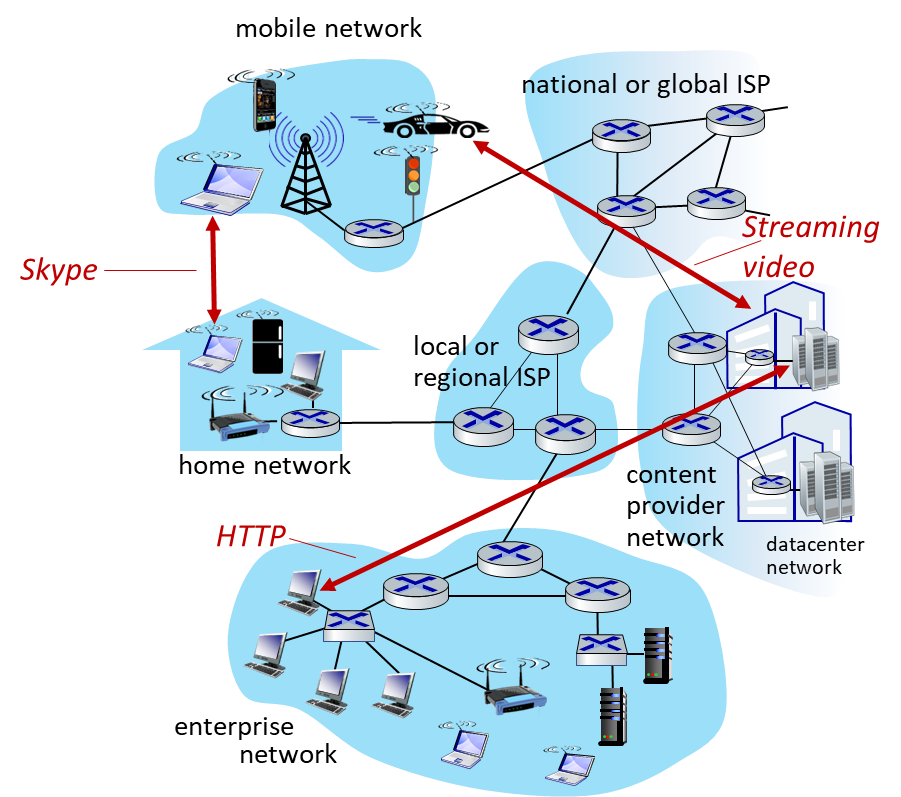 mobile network
national or global ISP
Streaming
video
Skype
local or
regional ISP
home network
content
provider
network
datacenter
network
HTTP
enterprise
network